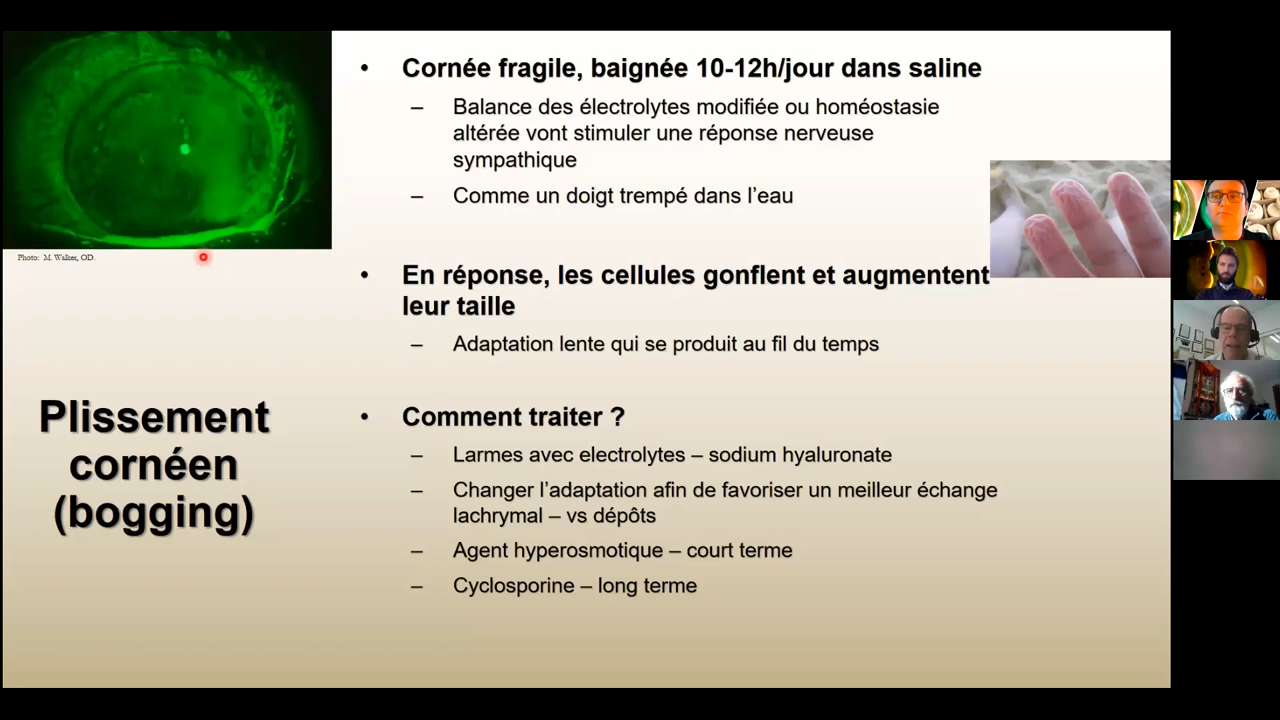 Cornée fragile, baignée 10-12h/jour dans saline
– Balance des électrolytes modifiée ou homéostasie
altérée vont stimuler une réponse nerveuse
sympathique
– Comme un doigt trempé dans l'eau
Photo: M. Walker, OD.
En réponse, les cellules gonflent et augmentent
leur taille
– Adaptation lente qui se produit au fil du temps
Plissement
cornéen
(bogging)
Comment traiter ?
– Larmes avec electrolytes – sodium hyaluronate
– Changer l'adaptation afin de favoriser un meilleur échange
lachrymal – vs dépôts
– Agent hyperosmotique – court terme
– Cyclosporine – long terme